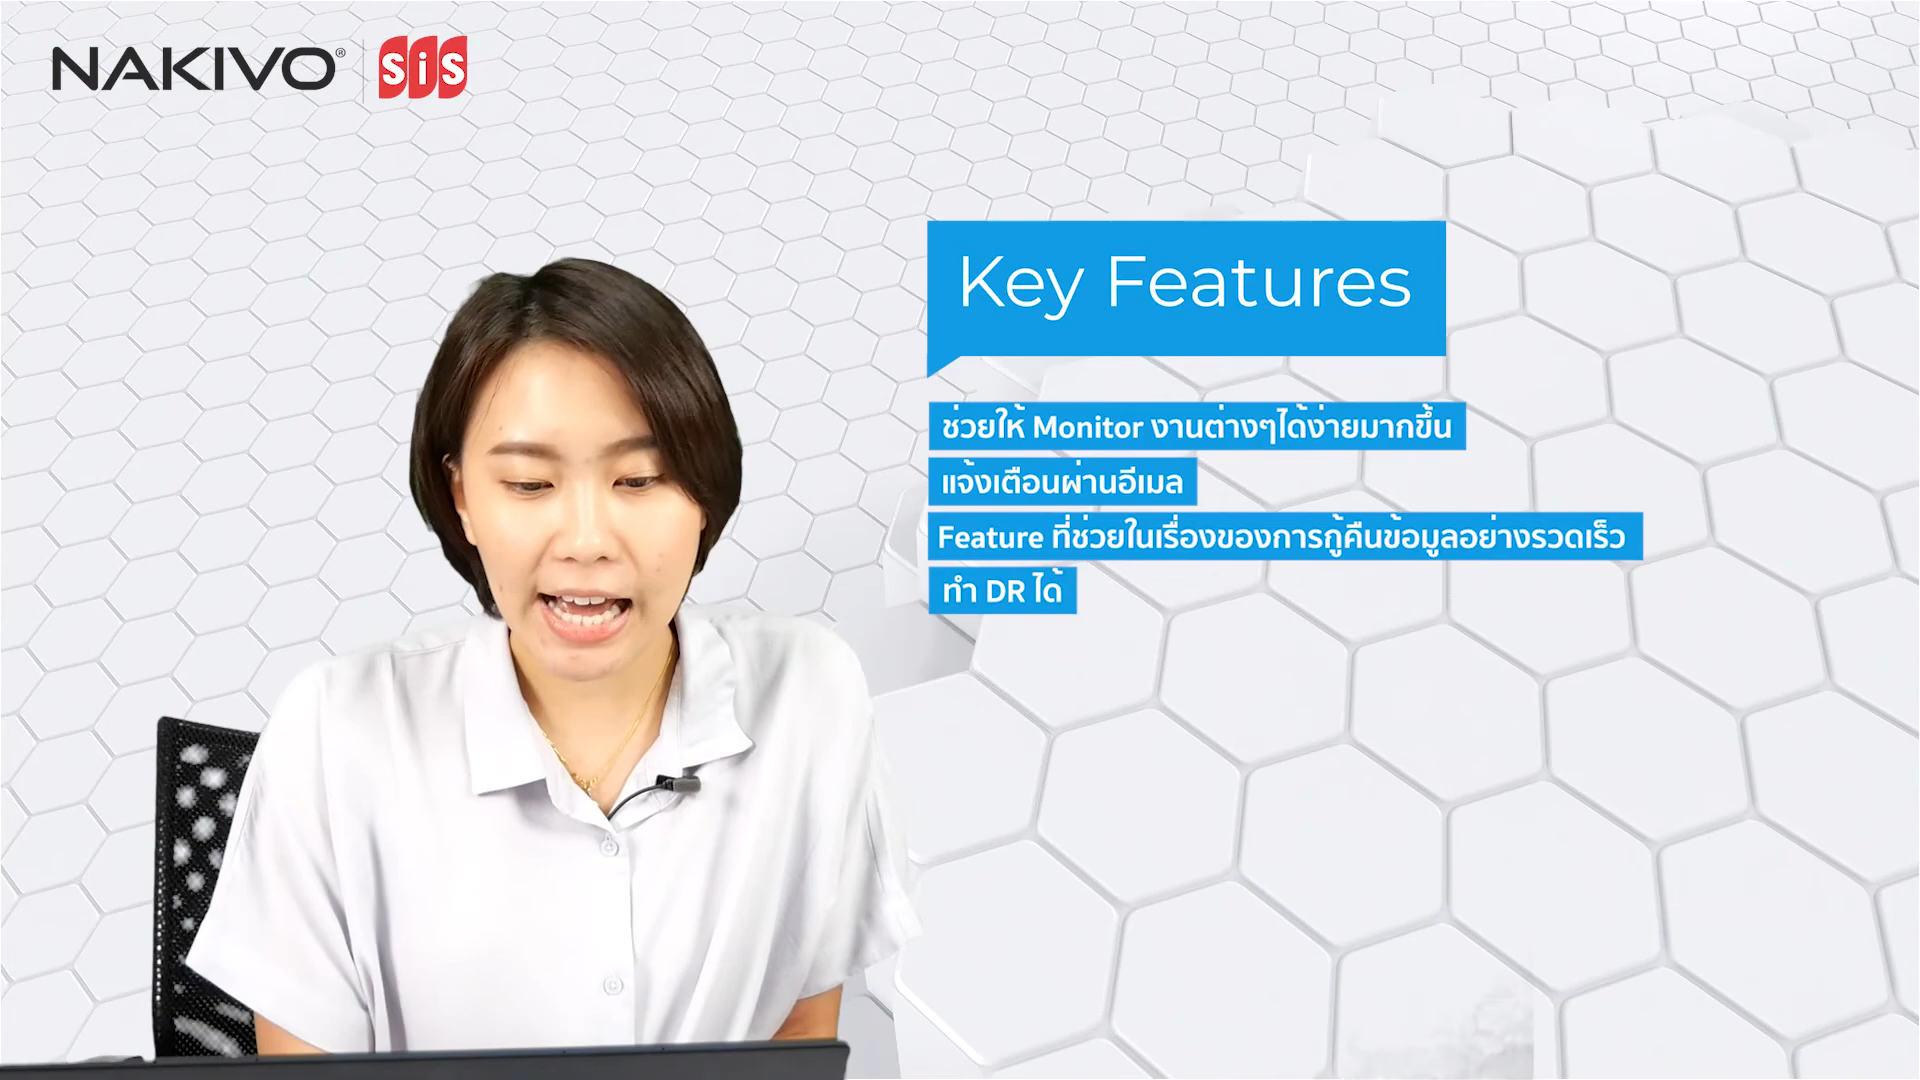 NAKIVO® SiS
Key Features
ช่วยให้ Monitor งานต่างๆได้ง่ายมากขึ้น
แจ้งเตือนผ่านอีเมล
Feature ที่ช่วยในเรื่องของการกู้คืนข้อมูลอย่างรวดเร็ว
ทำ DR ได้